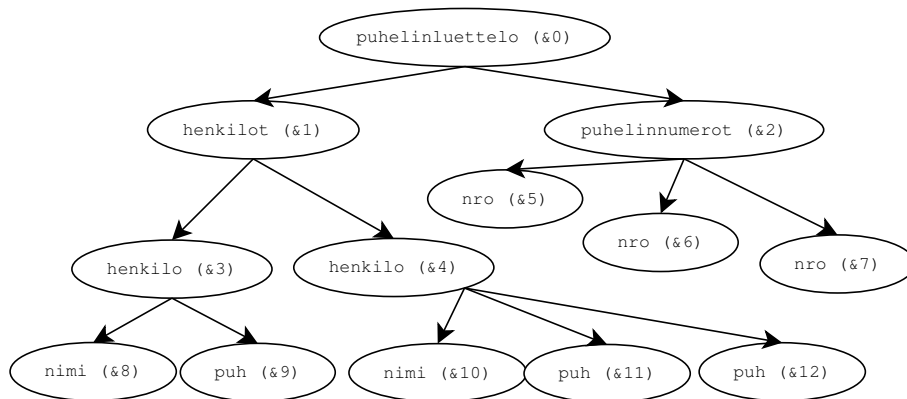 puhelinluettelo (&0)
henkilot (&1)
puhelinnumerot (&2)
nro (&5)
nro (&6)
nro (&7)
henkilo (&3)
henkilo (&4)
nimi (&8)
puh (&9)
nimi (&10)
puh (&11)
puh (&12)